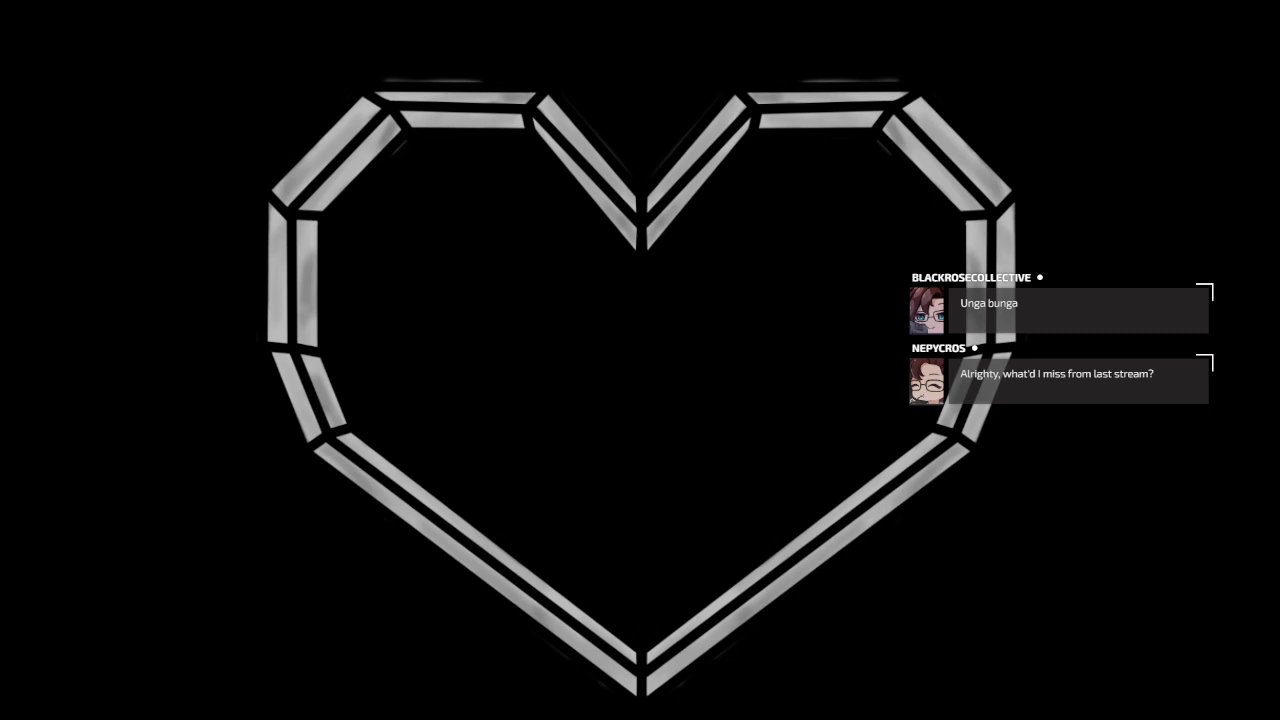 BLACKROSECOLLECTIVE
Unga bunga
NEPYCROS
Alrighty, what'd I miss from last stream?